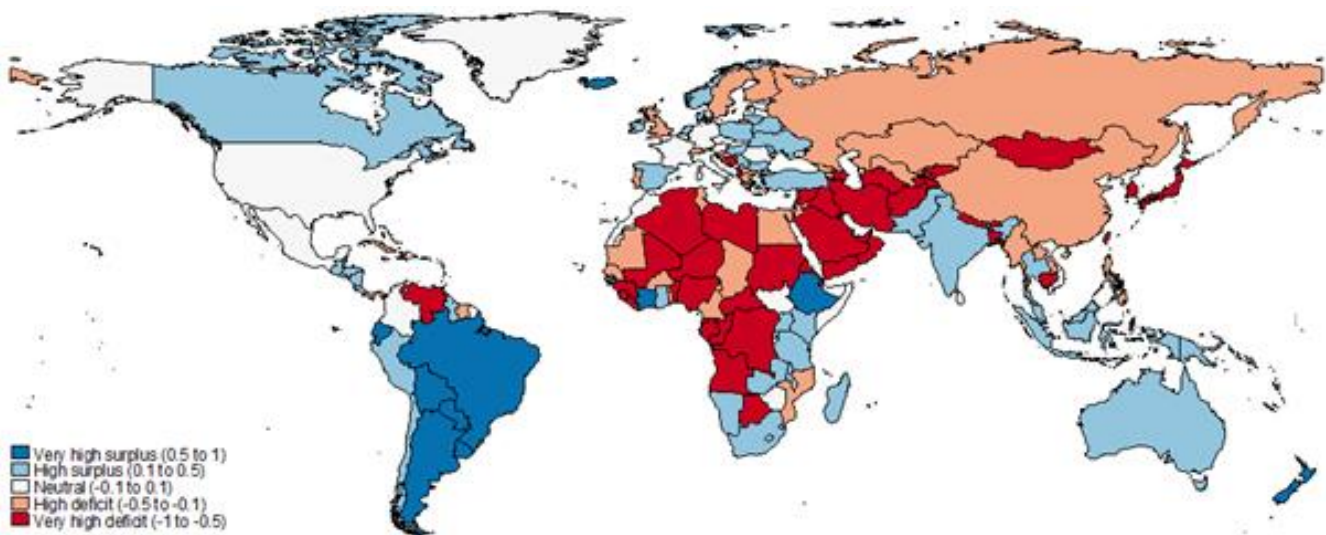 Very high surplus (0.5 to 1)
High surplus (0.1 to 0.5)
Neutral (-0.1 to 0.1)
High deficit (-0.5 to -0.1)
Very high deficit (-1 to -0.5)